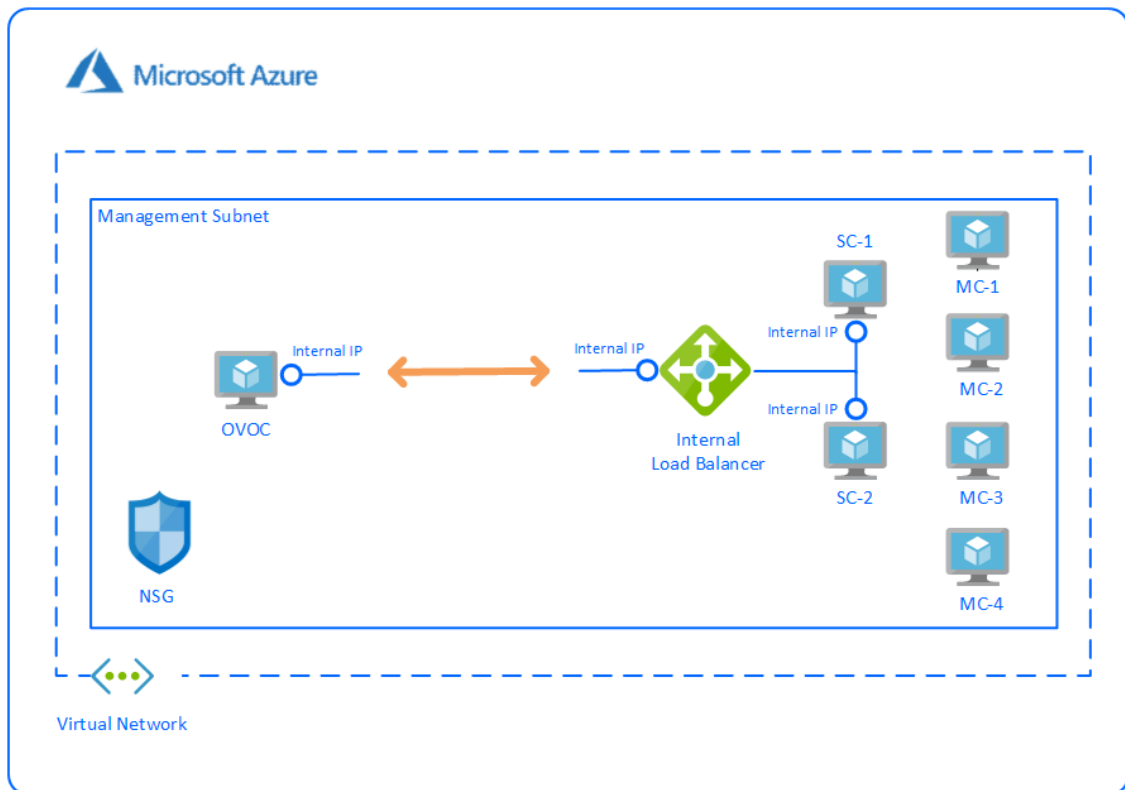 Microsoft Azure
Management Subnet
SC-1
MC-1
Internal IP
Internal IP
Internal IP
MC-2
Internal IP
OVOC
Internal
Load Balancer
SC-2
MC-3
NSG
MC-4
Virtual Network